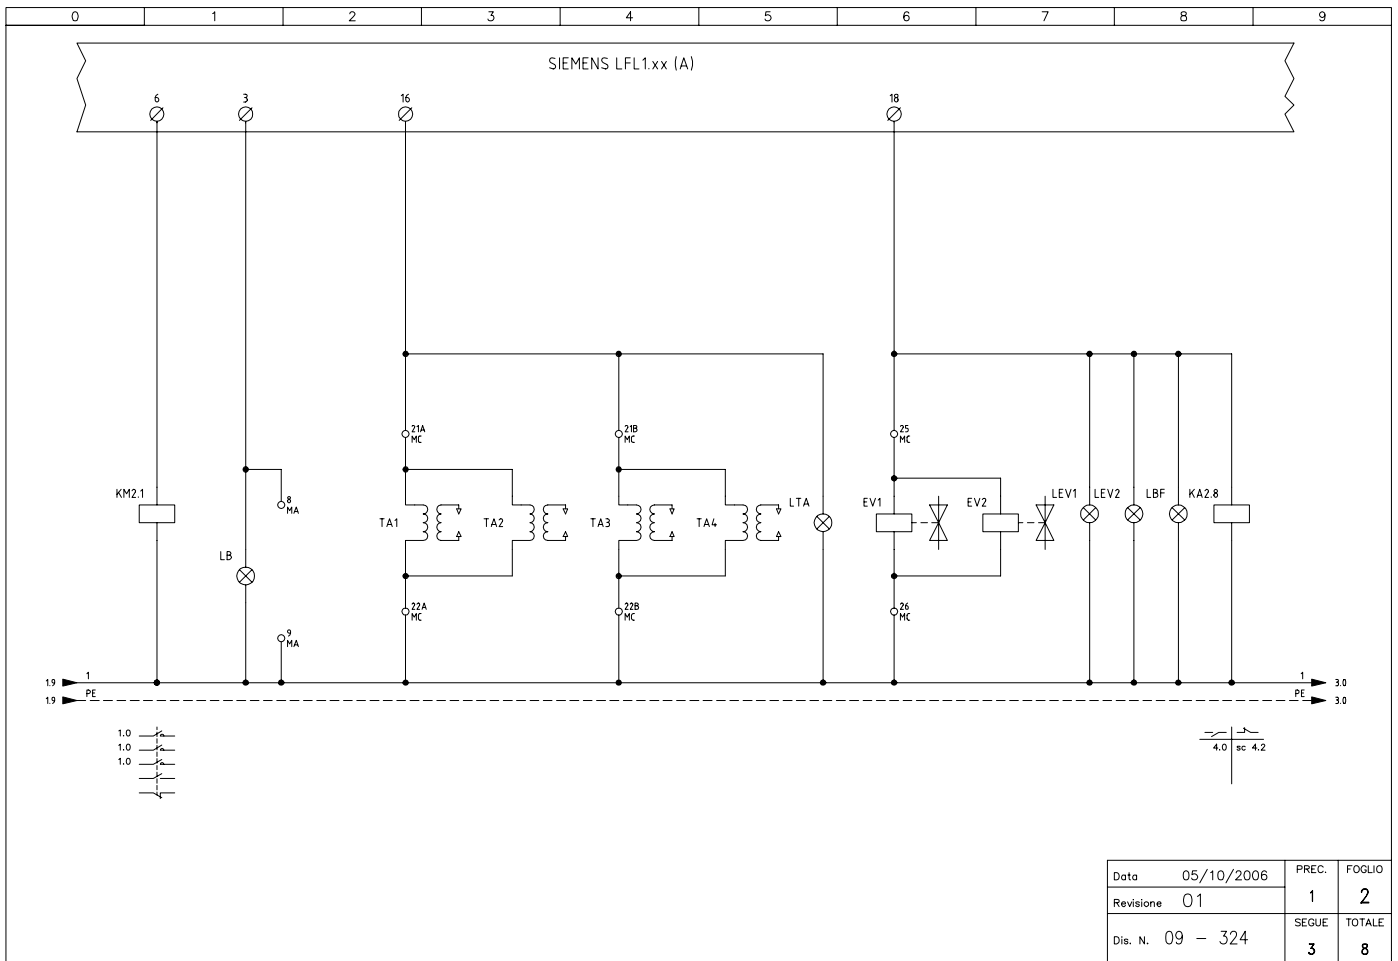 0 1 2 3 4 5 6 7 8 9
SIEMENS LFL1.xx (A)
6 3 16 18
21A
MC
21B
MC
25
MC
KM2.1
8
MA
TA1
TA2
TA3
TA4
LTA
EV1
EV2
LEV1
LEV2
LBF
KA2.8
LB
22A
MC
22B
MC
26
MC
9
MA
1.9 1 1 3.0
1.9 PE PE 3.0
1.0
1.0
1.0
4.0 sc 4.2
Data 05/10/2006
PREC.
1
FOGLIO
2
Revisione 01
Dis. N. 09 - 324
SEGUE
3
TOTALE
8